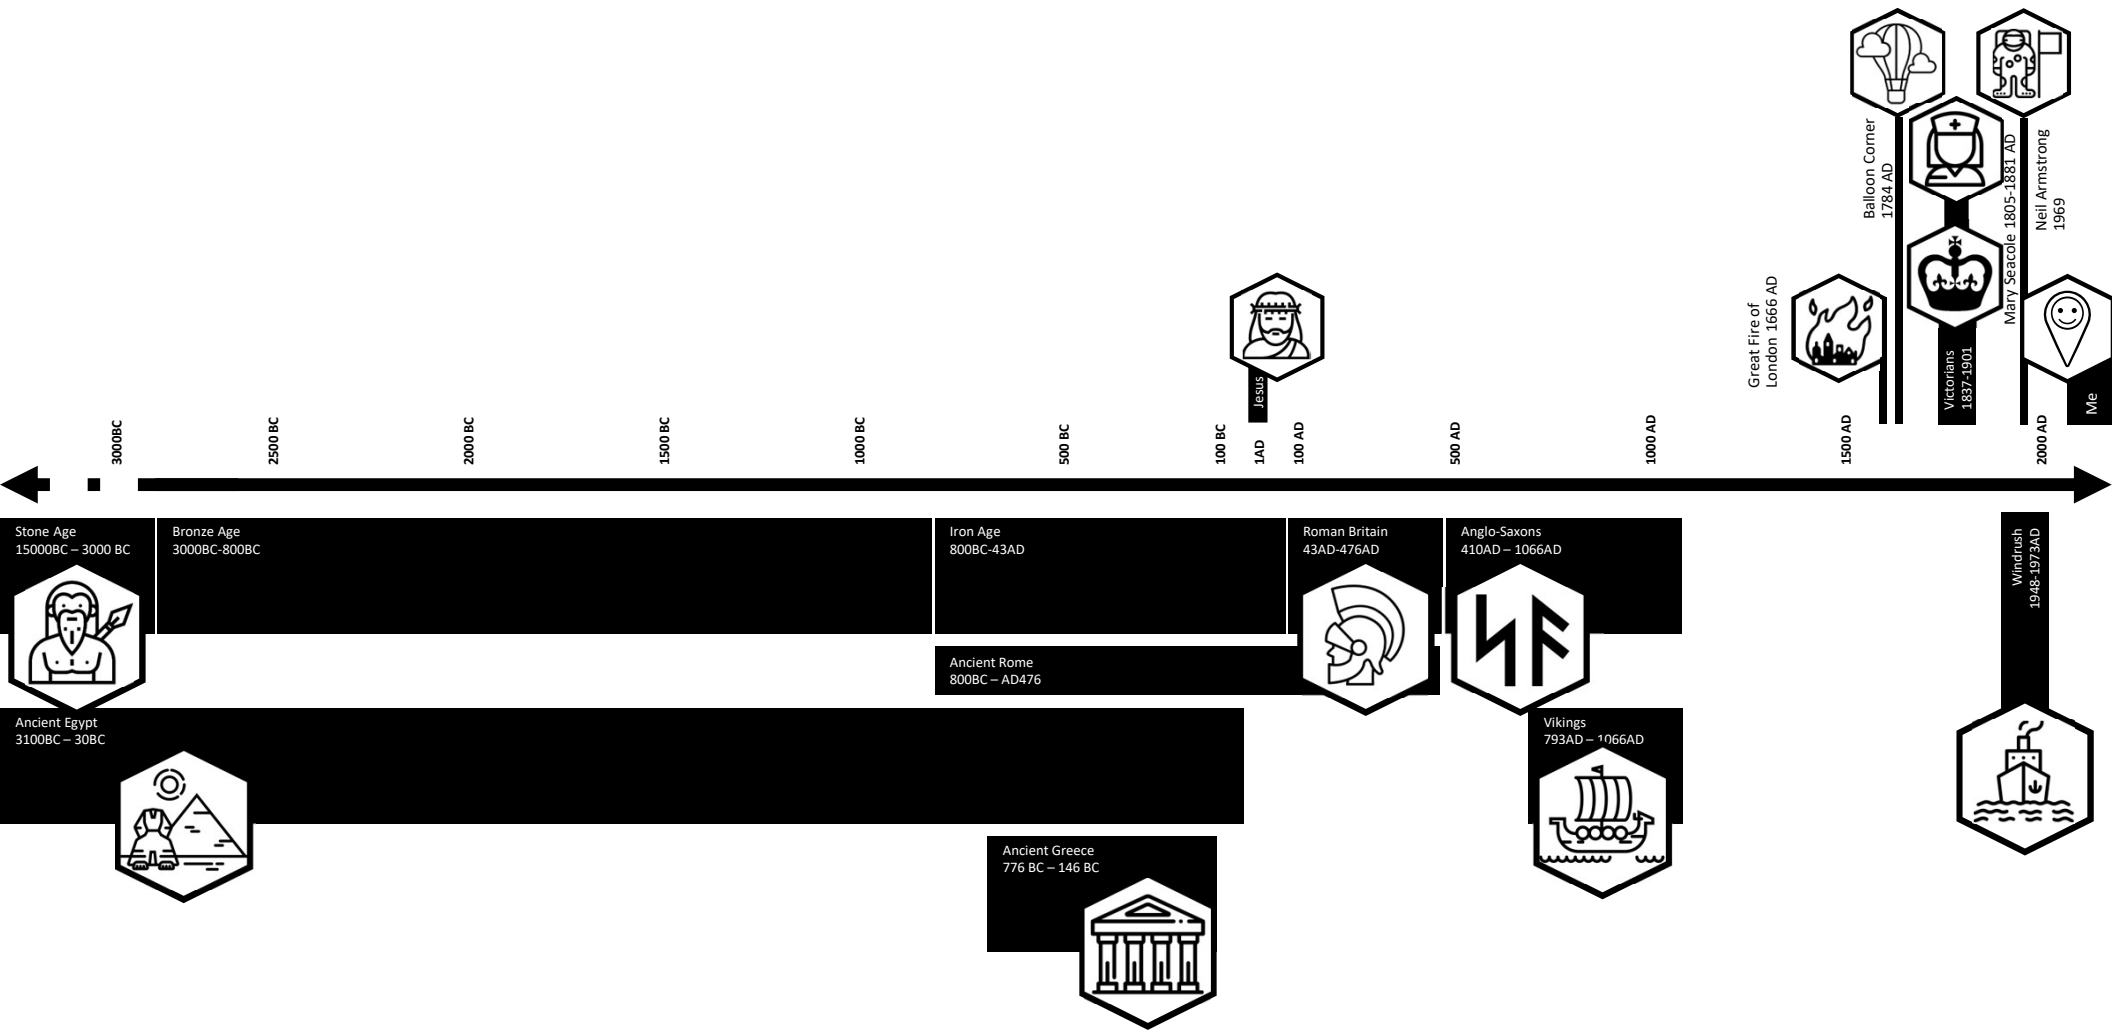 Balloon Corner
1784 AD
Mary Seacole 1805-1881 AD
Neil Armstrong
1969
Great Fire of
London 1666 AD
Victorians
1837-1901
Me
Jesus
3000BC
2500 BC
2000 BC
1500 BC
1000 BC
500 BC
100 BC
1AD
100 AD
500 AD
1000 AD
1500 AD
2000 AD
Stone Age
15000BC – 3000 BC
Bronze Age
3000BC-800BC
Iron Age
800BC-43AD
Roman Britain
43AD-476AD
Anglo-Saxons
410AD – 1066AD
Windrush
1948-1973AD
Ancient Rome
800BC – AD476
Ancient Egypt
3100BC – 30BC
Vikings
793AD – 1066AD
Ancient Greece
776 BC – 146 BC